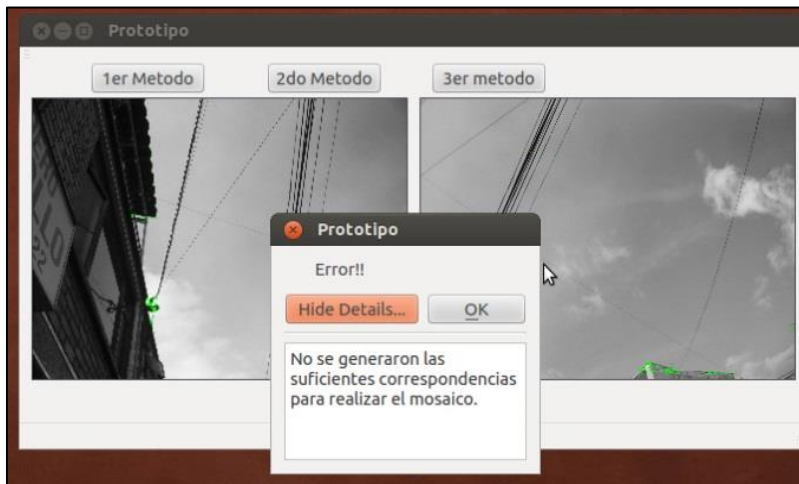 Prototipo
1er Metodo
2do Metodo
3er metodo
Prototipo
Error!!
Hide Details...
OK
No se generaron las
suficientes correspondencias
para realizar el mosaico.